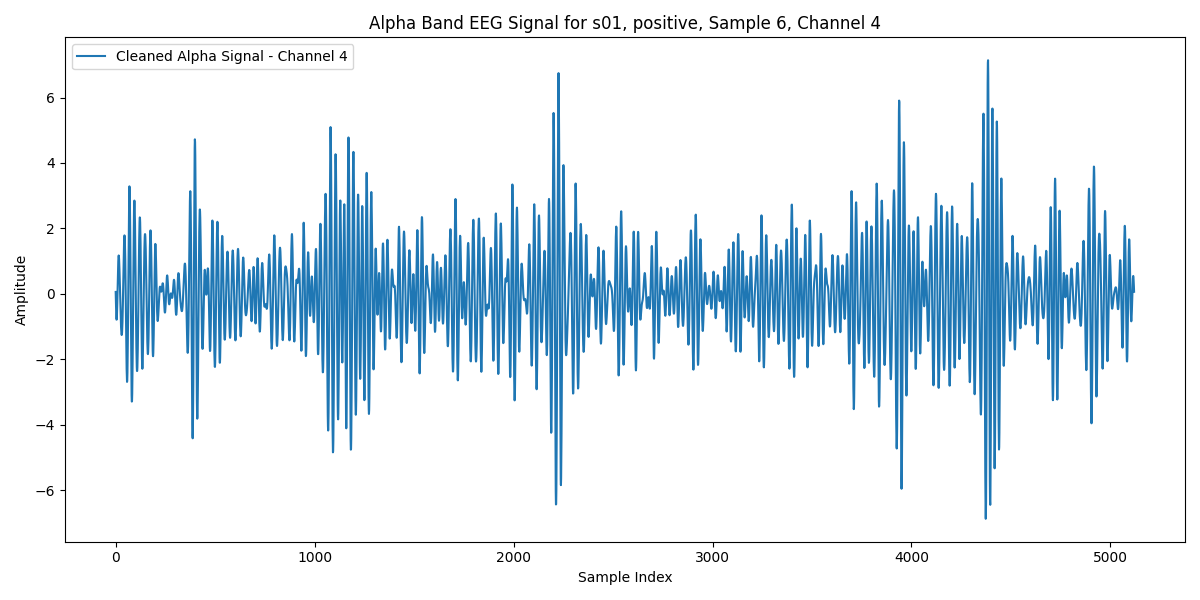 Alpha Band EEG Signal for s01, positive, Sample 6, Channel 4
Cleaned Alpha Signal - Channel 4
Amplitude
6
4
2
0
−2
−4
−6
0 1000 2000 3000 4000 5000
Sample Index